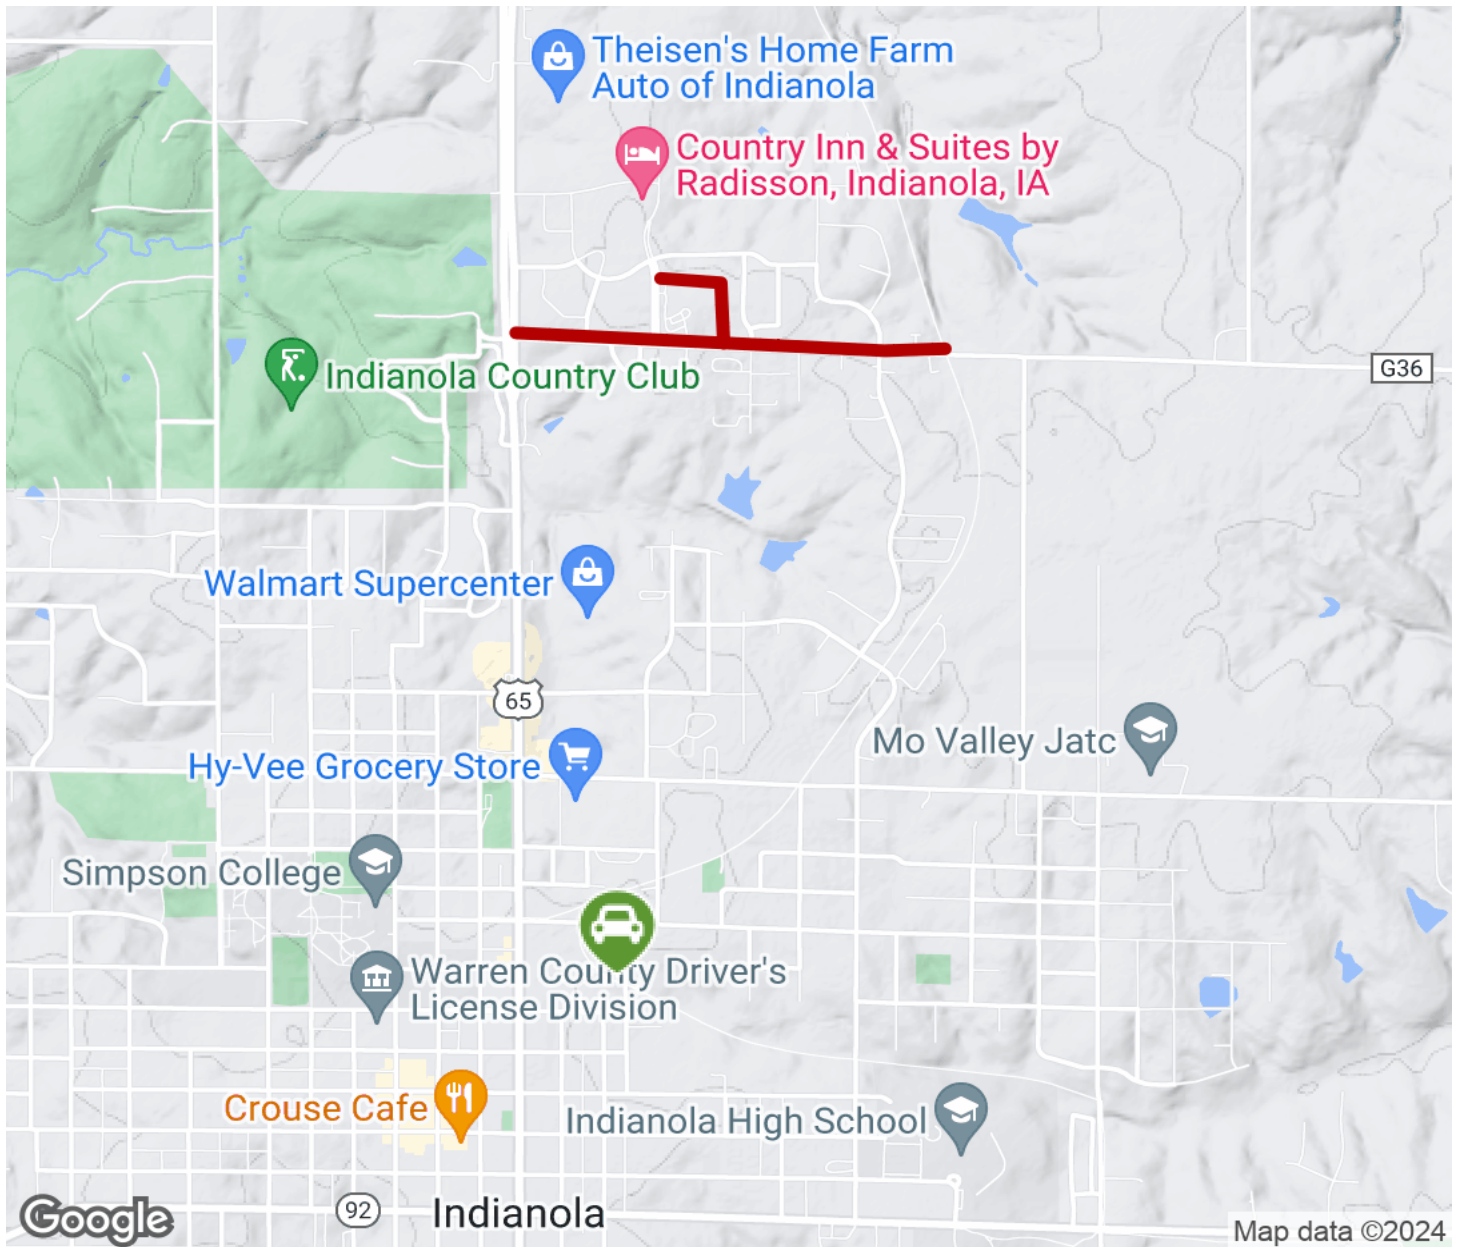 Theisen's Home Farm
Auto of Indianola
Country Inn & Suites by
Radisson, Indianola, IA
Indianola Country Club
G36
Walmart Supercenter
65
Mo Valley Jatc
Hy-Vee Grocery Store
Simpson College
Warren County Driver's
License Division
Crouse Cafe
Indianola High School
92
Indianola
Google
Map data ©2024